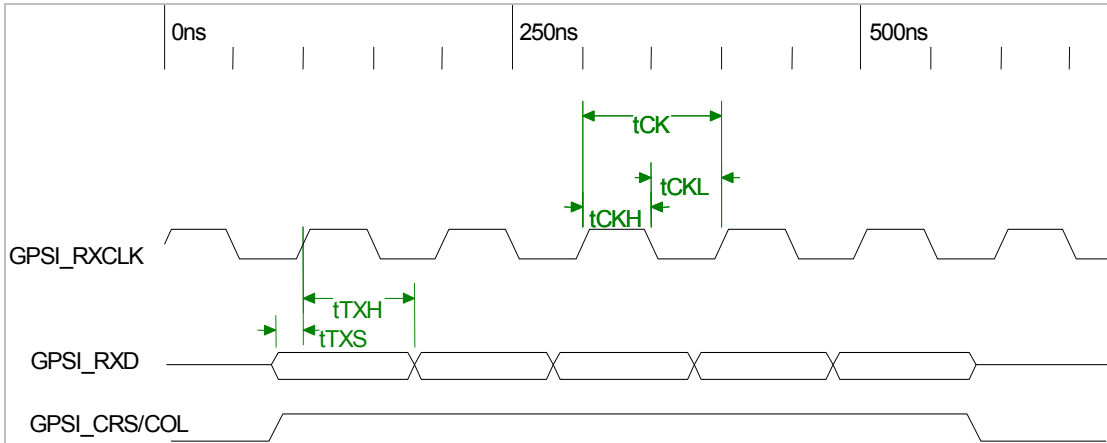 0ns
250ns
500ns
tCK
tCKL
tCKH
GPSI_RXCLK
tTXH
tTXS
GPSI_RXD
GPSI_CRS/COL